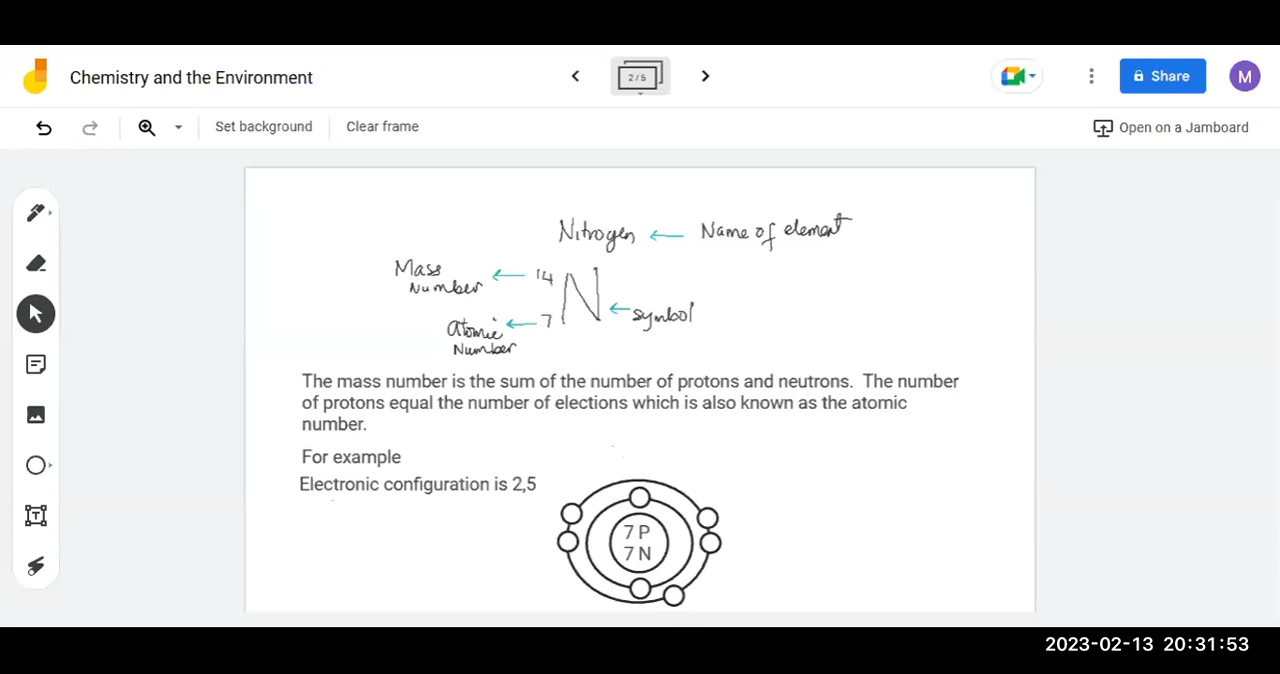 Chemistry and the Environment
2/5
Share
M
Set background
Clear frame
Open on a Jamboard
Nitrogen ← Name of element
Mass
Number
← 14
N
← symbol
Atomic
Number
← 7
The mass number is the sum of the number of protons and neutrons. The number
of protons equal the number of elections which is also known as the atomic
number.
For example
Electronic configuration is 2,5
7 P
7 N
T
2023-02-13 20:31:53